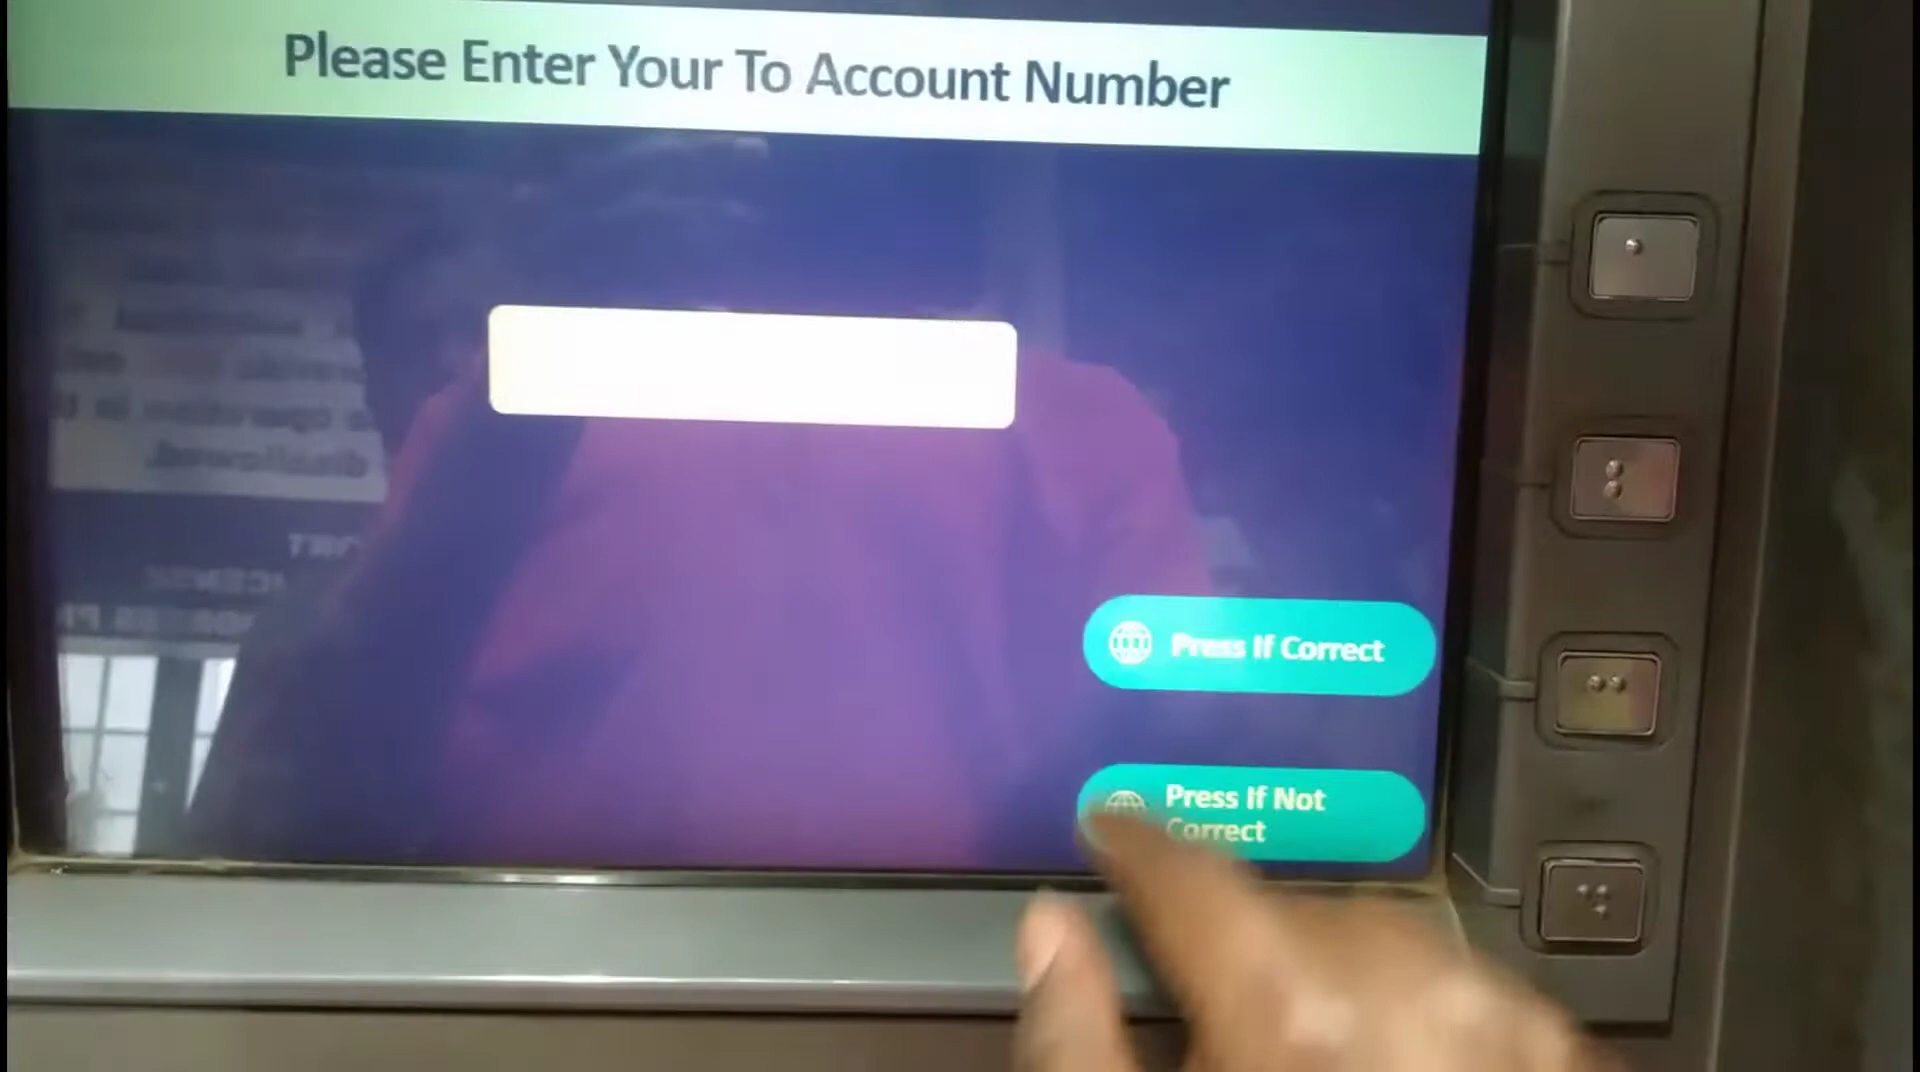 Please Enter Your To Account Number
Press If Correct
Press If Not
Correct